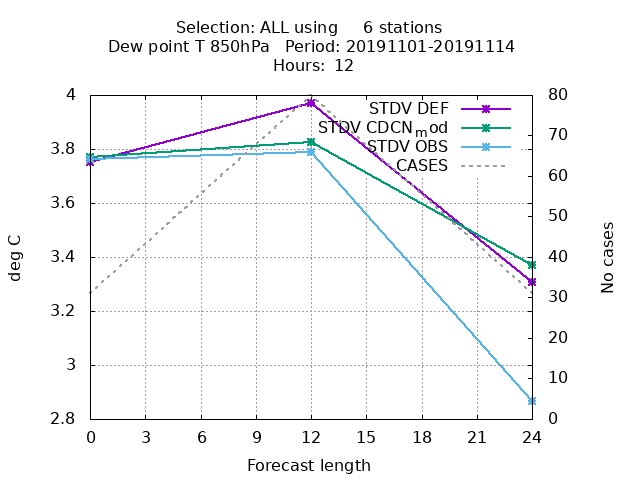 Selection: ALL using     6 stations
Dew point T 850hPa   Period: 20191101-20191114
Hours: 12
STDV DEF
STDV CDCN_mod
STDV OBS
CASES
4
3.8
3.6
3.4
3.2
3
2.8
80
70
60
50
40
30
20
10
0
deg C
No cases
0 3 6 9 12 15 18 21 24
Forecast length